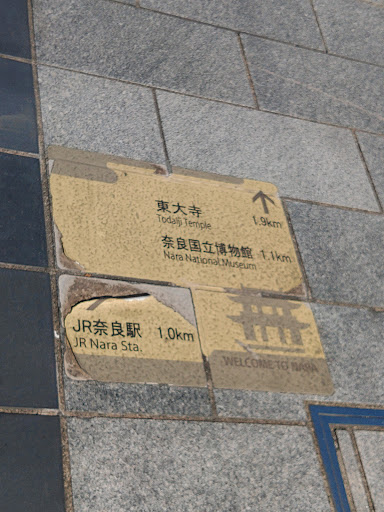 東大寺
Todaiji Temple
1.9km
奈良国立博物館 1.1km
Nara National Museum
JR奈良駅 1.0km
JR Nara Sta.
WELCOME TO NARA